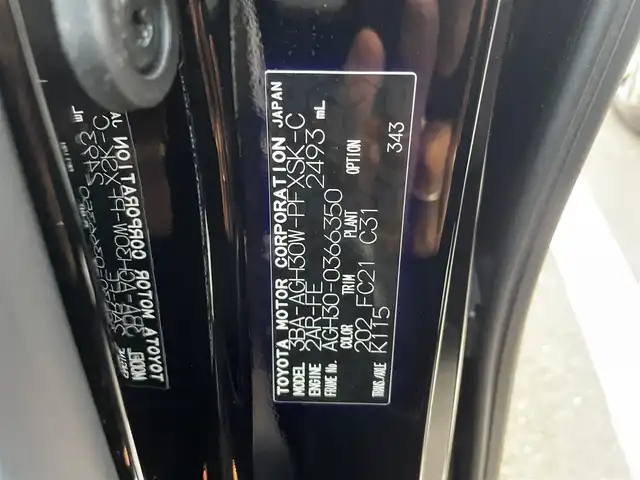 TOYOTA MOTOR CORPORATION JAPAN
MODEL 3BA-AGH30W-PFXSK-C
ENGINE 2AR-FE 2493 mL
FRAME No. AGH30-0366350
COLOR TRIM PLANT OPTION
202 FC21 C31 343
TRANS/AXLE K115